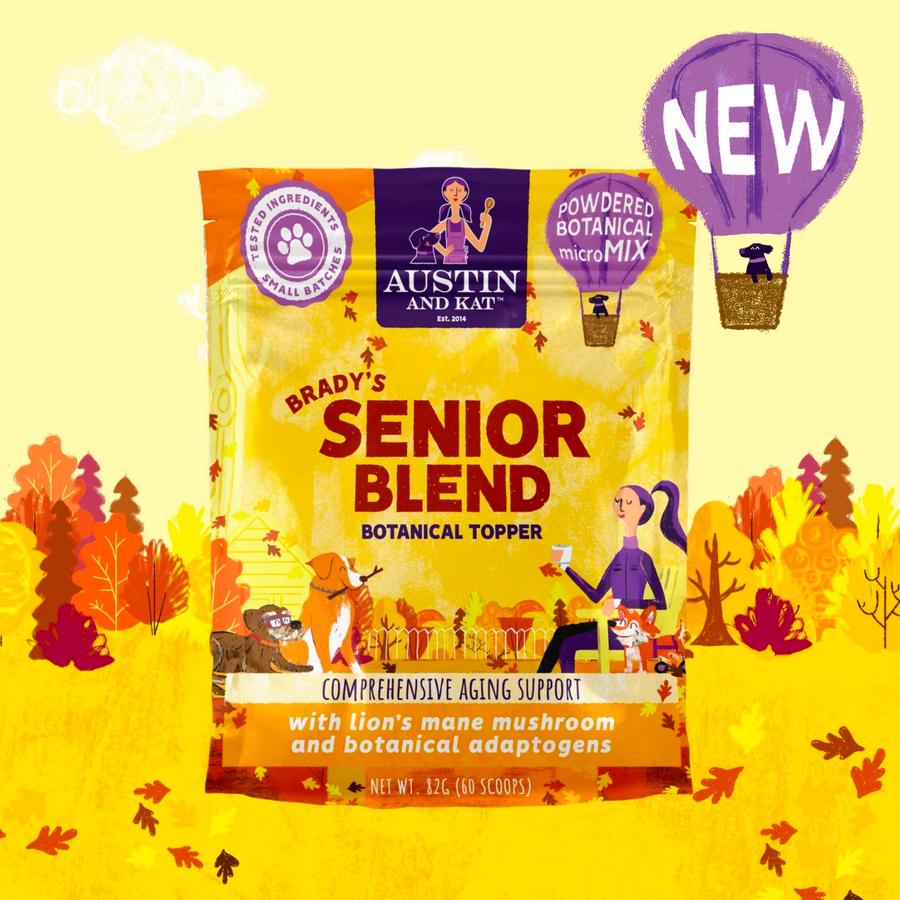 NEW
TESTED INGREDIENTS
SMALL BATCHES
AUSTIN
AND KAT™
Est. 2014
POWDERED
BOTANICAL
microMIX
BRADY'S
SENIOR
BLEND
BOTANICAL TOPPER
COMPREHENSIVE AGING SUPPORT
with lion's mane mushroom
and botanical adaptogens
NET WT. 82G (60 SCOOPS)